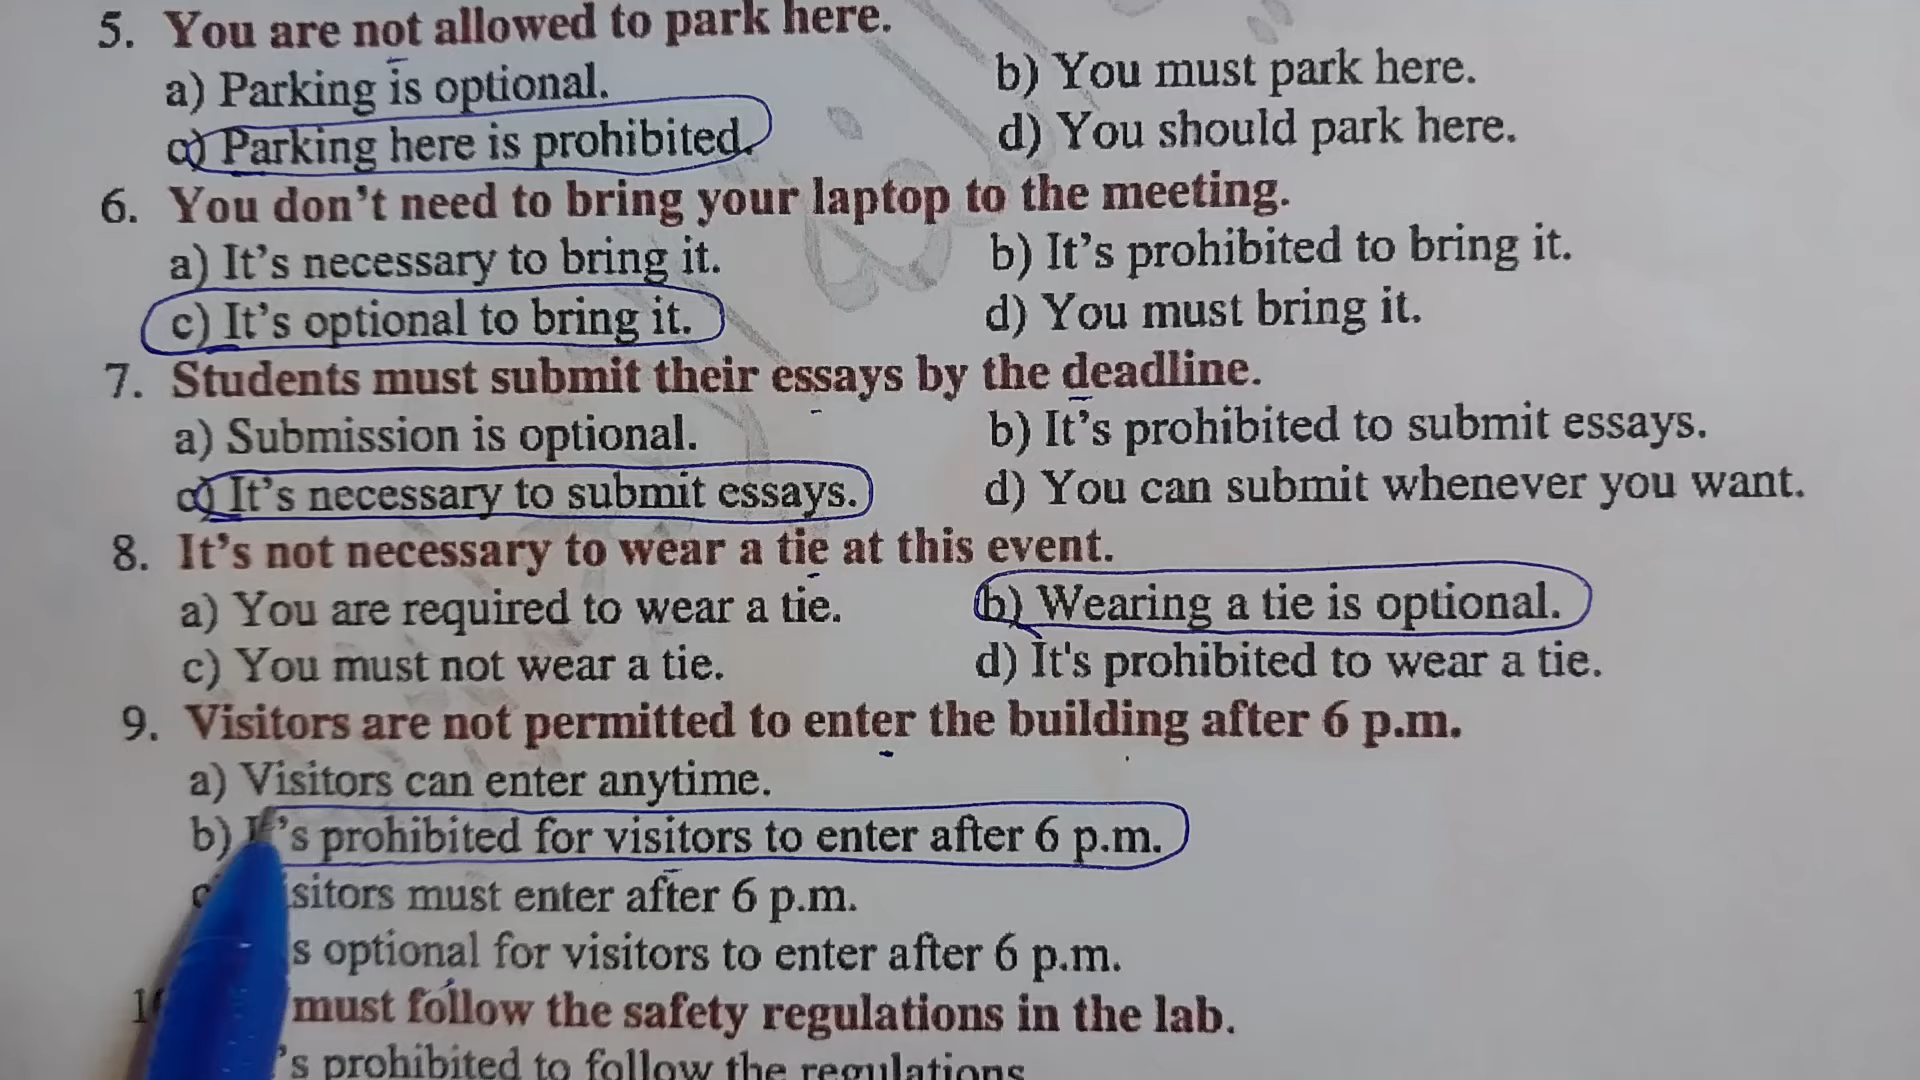 5. You are not allowed to park here.
a) Parking is optional. b) You must park here.
c) Parking here is prohibited. d) You should park here.
6. You don't need to bring your laptop to the meeting.
a) It's necessary to bring it. b) It's prohibited to bring it.
c) It's optional to bring it. d) You must bring it.
7. Students must submit their essays by the deadline.
a) Submission is optional. b) It's prohibited to submit essays.
c) It's necessary to submit essays. d) You can submit whenever you want.
8. It's not necessary to wear a tie at this event.
a) You are required to wear a tie. b) Wearing a tie is optional.
c) You must not wear a tie. d) It's prohibited to wear a tie.
9. Visitors are not permitted to enter the building after 6 p.m.
a) Visitors can enter anytime.
b) It's prohibited for visitors to enter after 6 p.m.
must enter after 6 p.m.
optional for visitors to enter after 6 p.m.
must follow the safety regulations in the lab.
prohibited to follow the regulations